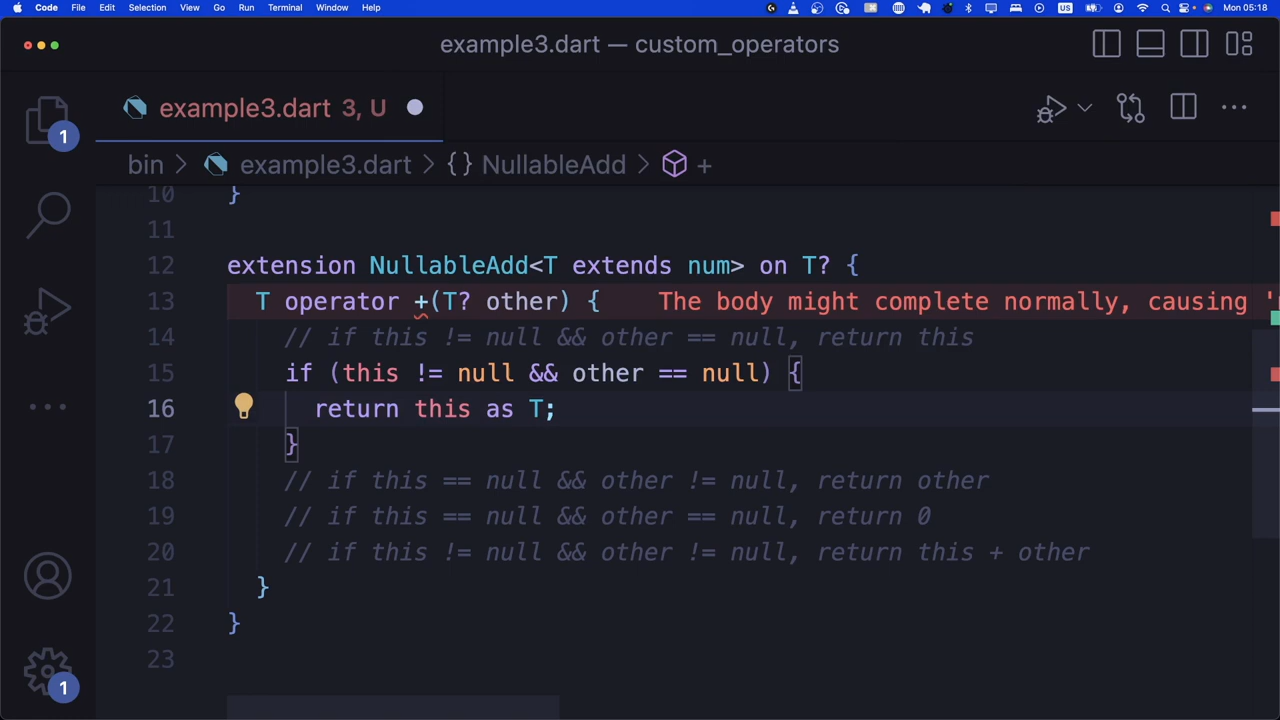 Code File Edit Selection View Go Run Terminal Window Help US Mon 05:18
example3.dart — custom_operators
example3.dart 3, U
1
bin > example3.dart > {} NullableAdd > +
10 }
11
12 extension NullableAdd<T extends num> on T? {
13 T operator +(T? other) { The body might complete normally, causing '
14 // if this != null && other == null, return this
15 if (this != null && other == null) {
16 return this as T;
17 }
18 // if this == null && other != null, return other
19 // if this == null && other == null, return 0
20 // if this != null && other != null, return this + other
21 }
22 }
23
1